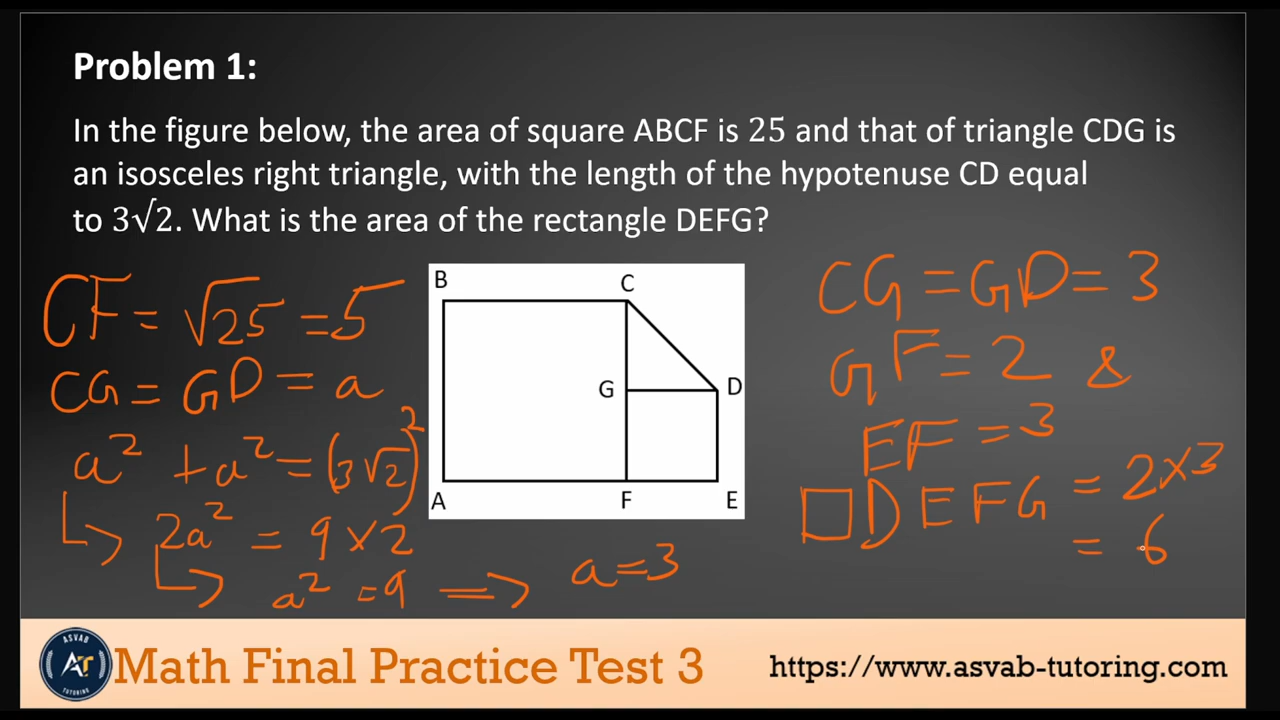 Problem 1:
In the figure below, the area of square ABCF is 25 and that of triangle CDG is
an isosceles right triangle, with the length of the hypotenuse CD equal
to 3√2. What is the area of the rectangle DEFG?
CF = √25 = 5
CG = GD = a
a² + a² = (3√2)²
↳ 2a² = 9 × 2
↳ a² = 9 ⇒ a = 3
B
C
G
D
A
F
E
CG = GD = 3
GF = 2 &
EF = 3
□DEFG = 2×3
= 6
ASVAB
AT
TUTORING
Math Final Practice Test 3
https://www.asvab-tutoring.com